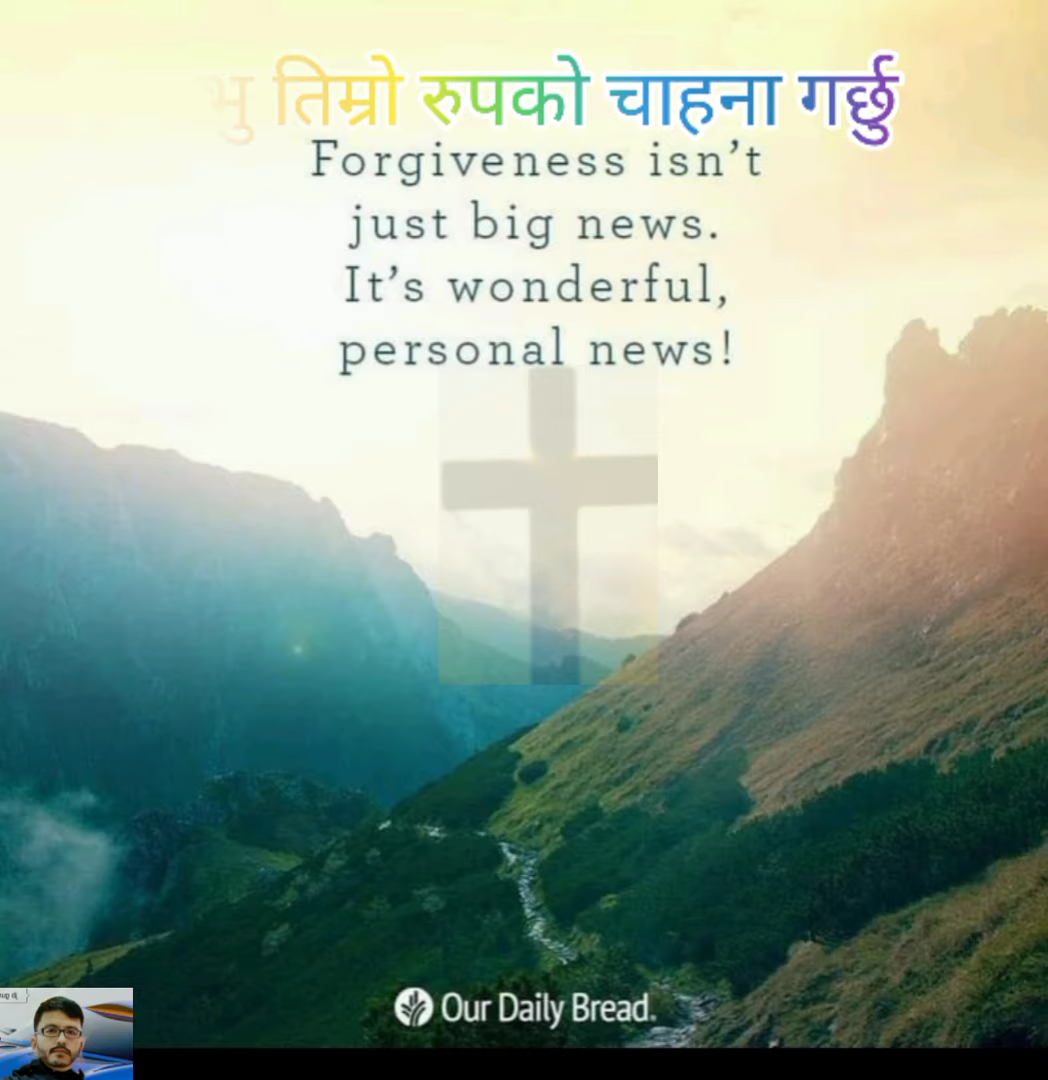 भु तिम्रो रुपको चाहना गर्छु
Forgiveness isn’t
just big news.
It’s wonderful,
personal news!
Our Daily Bread®